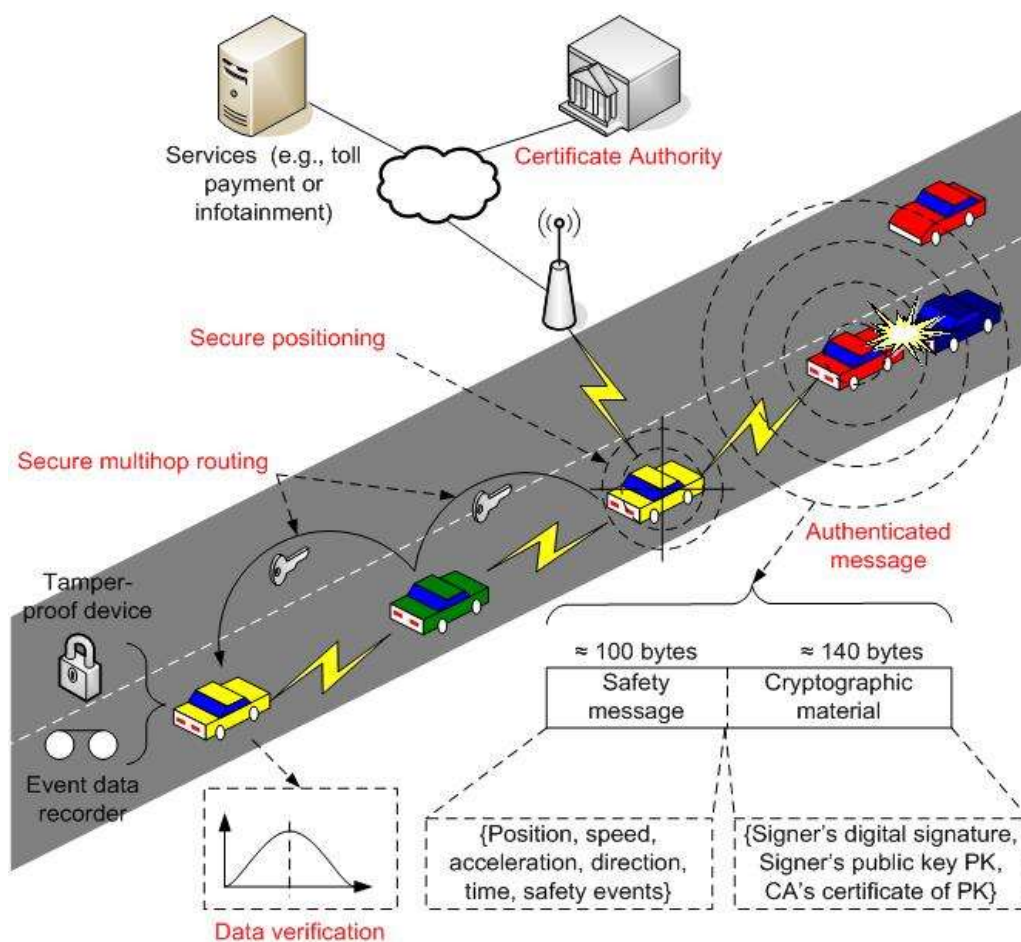 Services (e.g., toll
payment or
infotainment)
Certificate Authority
Secure positioning
Secure multihop routing
Authenticated
message
Tamper-
proof device
≈ 100 bytes
≈ 140 bytes
Safety
message
Cryptographic
material
Event data
recorder
{Position, speed,
acceleration, direction,
time, safety events}
{Signer's digital signature,
Signer's public key PK,
CA's certificate of PK}
Data verification